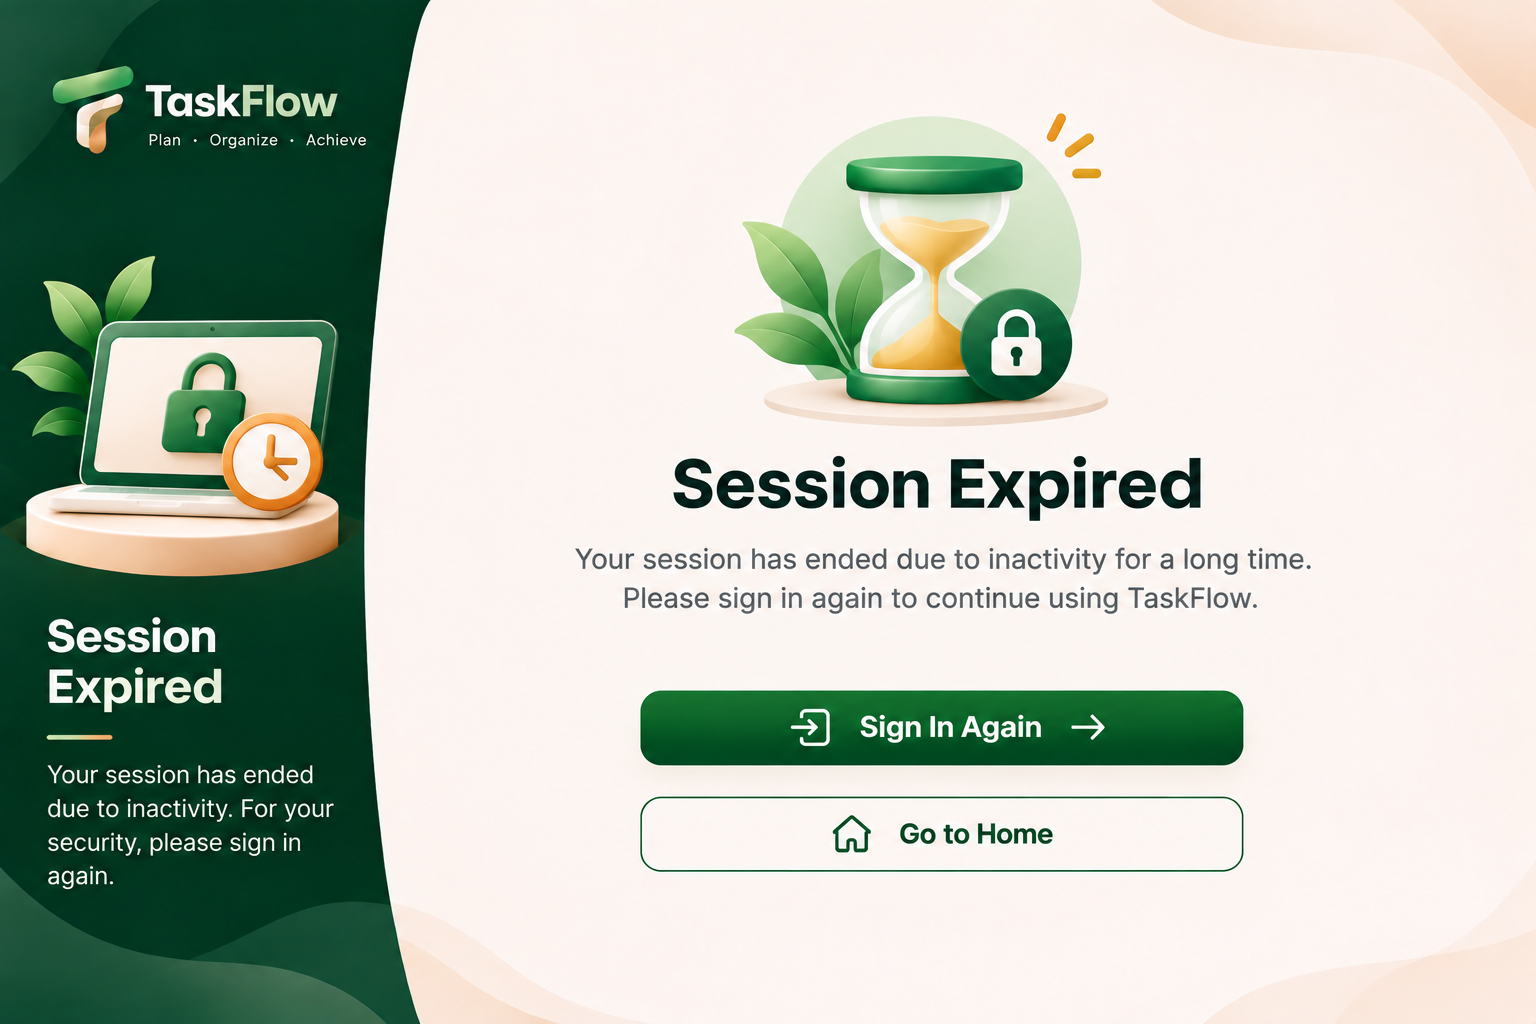 TaskFlow
Plan · Organize · Achieve
Session
Expired
Your session has ended
due to inactivity. For your
security, please sign in
again.
Session Expired
Your session has ended due to inactivity for a long time.
Please sign in again to continue using TaskFlow.
Sign In Again
Go to Home